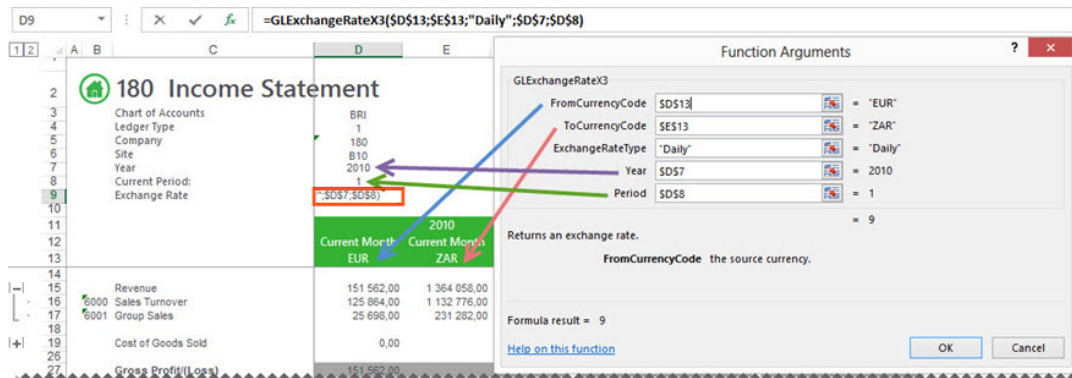 D9 =GLExchangeRateX3($D$13;$E$13;"Daily";$D$7;$D$8)
1 2 A B C D E
Function Arguments ? ×
2 180 Income Statement
GLExchangeRateX3
3 Chart of Accounts BRI
FromCurrencyCode $D$13 = "EUR"
4 Ledger Type 1
ToCurrencyCode $E$13 = "ZAR"
5 Company 180
ExchangeRateType "Daily" = "Daily"
6 Site B10
7 Year 2010
Year $D$7 = 2010
8 Current Period: 1
Period $D$8 = 1
9 Exchange Rate ";$D$7;$D$8)
10
= 9
11 2010
Returns an exchange rate.
12 Current Month Current Month
13 EUR ZAR
FromCurrencyCode the source currency.
14
15 Revenue 151 562,00 1 364 058,00
16 6000 Sales Turnover 125 864,00 1 132 776,00
17 6001 Group Sales 25 698,00 231 282,00
Formula result = 9
18
19 Cost of Goods Sold 0,00
Help on this function OK Cancel
26
27 Gross Profit/(Loss) 151 562,00